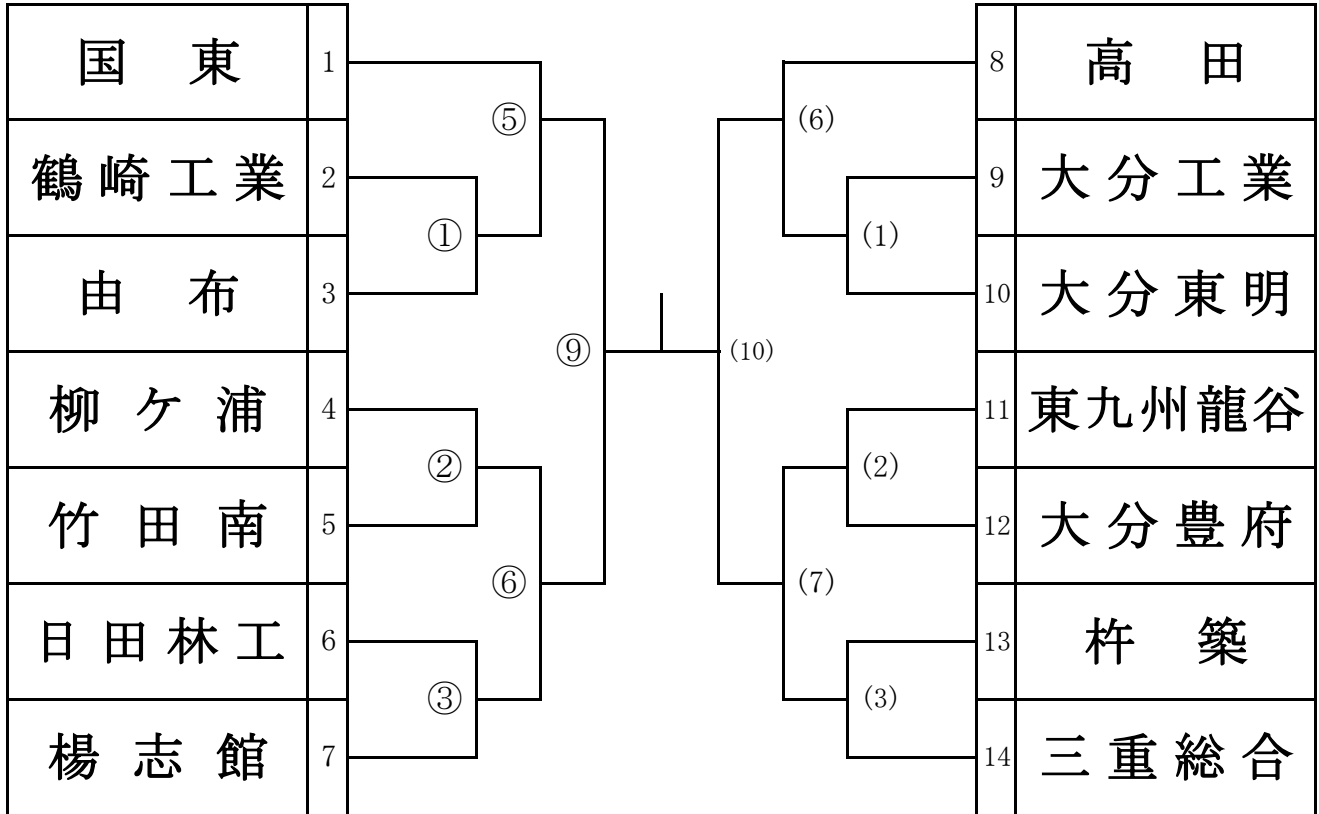 国東 1
⑤
鶴崎工業 2
①
由布 3
⑨
柳ケ浦 4
②
竹田南 5
⑥
日田林工 6
③
楊志館 7
8 高田
(6)
9 大分工業
(1)
10 大分東明
(10)
11 東九州龍谷
(2)
12 大分豊府
(7)
13 杵築
(3)
14 三重総合